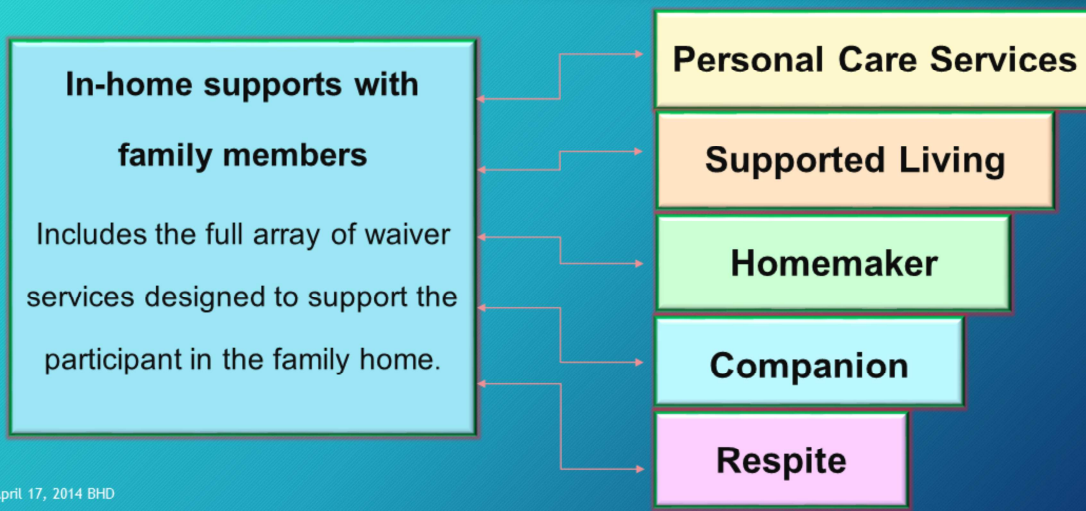 In-home supports with
family members
Includes the full array of waiver
services designed to support the
participant in the family home.
Personal Care Services
Supported Living
Homemaker
Companion
Respite
pril 17, 2014 BHD